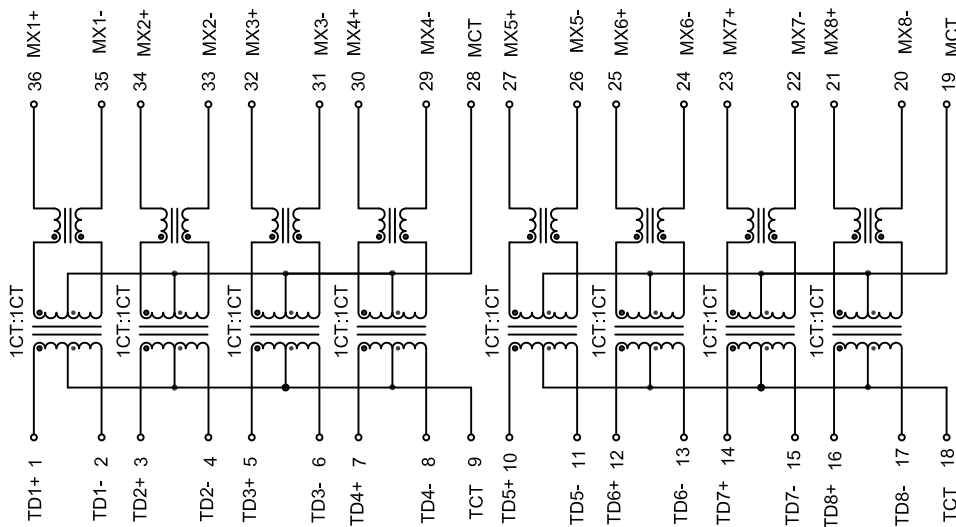 MX1+
MX1-
MX2+
MX2-
MX3+
MX3-
MX4+
MX4-
MCT
MX5+
MX5-
MX6+
MX6-
MX7+
MX7-
MX8+
MX8-
MCT
36
35
34
33
32
31
30
29
28
27
26
25
24
23
22
21
20
19
1CT:1CT
1CT:1CT
1CT:1CT
1CT:1CT
1CT:1CT
1CT:1CT
1CT:1CT
1CT:1CT
1
2
3
4
5
6
7
8
9
10
11
12
13
14
15
16
17
18
TD1+
TD1-
TD2+
TD2-
TD3+
TD3-
TD4+
TD4-
TCT
TD5+
TD5-
TD6+
TD6-
TD7+
TD7-
TD8+
TD8-
TCT